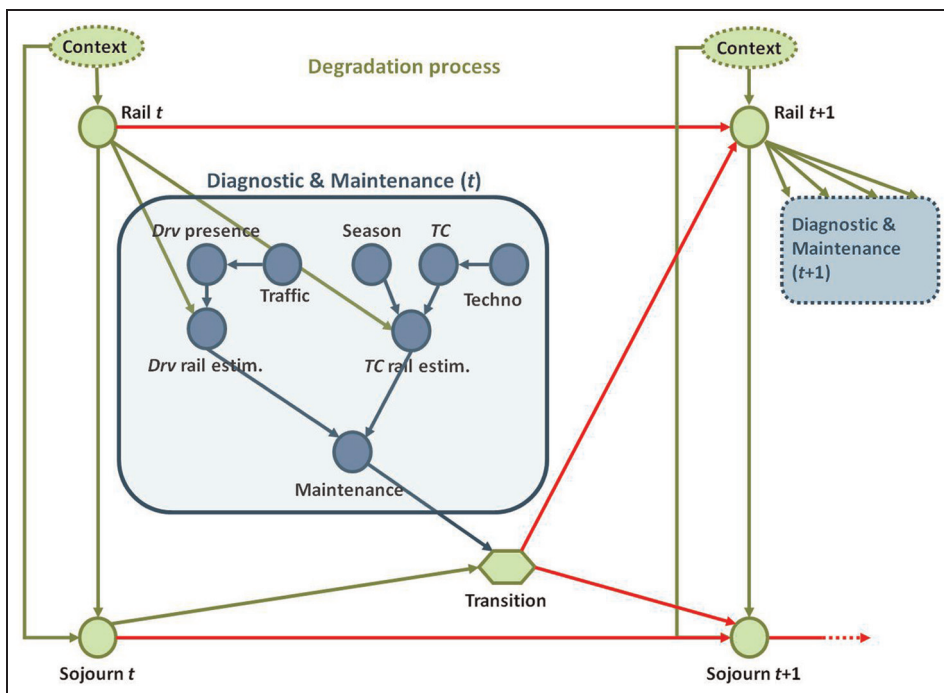 Context
Context
Degradation process
Rail t
Rail t+1
Diagnostic & Maintenance (t)
Drv presence
Season
TC
Traffic
Techno
Diagnostic &
Maintenance
(t+1)
Drv rail estim.
TC rail estim.
Maintenance
Transition
Sojourn t
Sojourn t+1